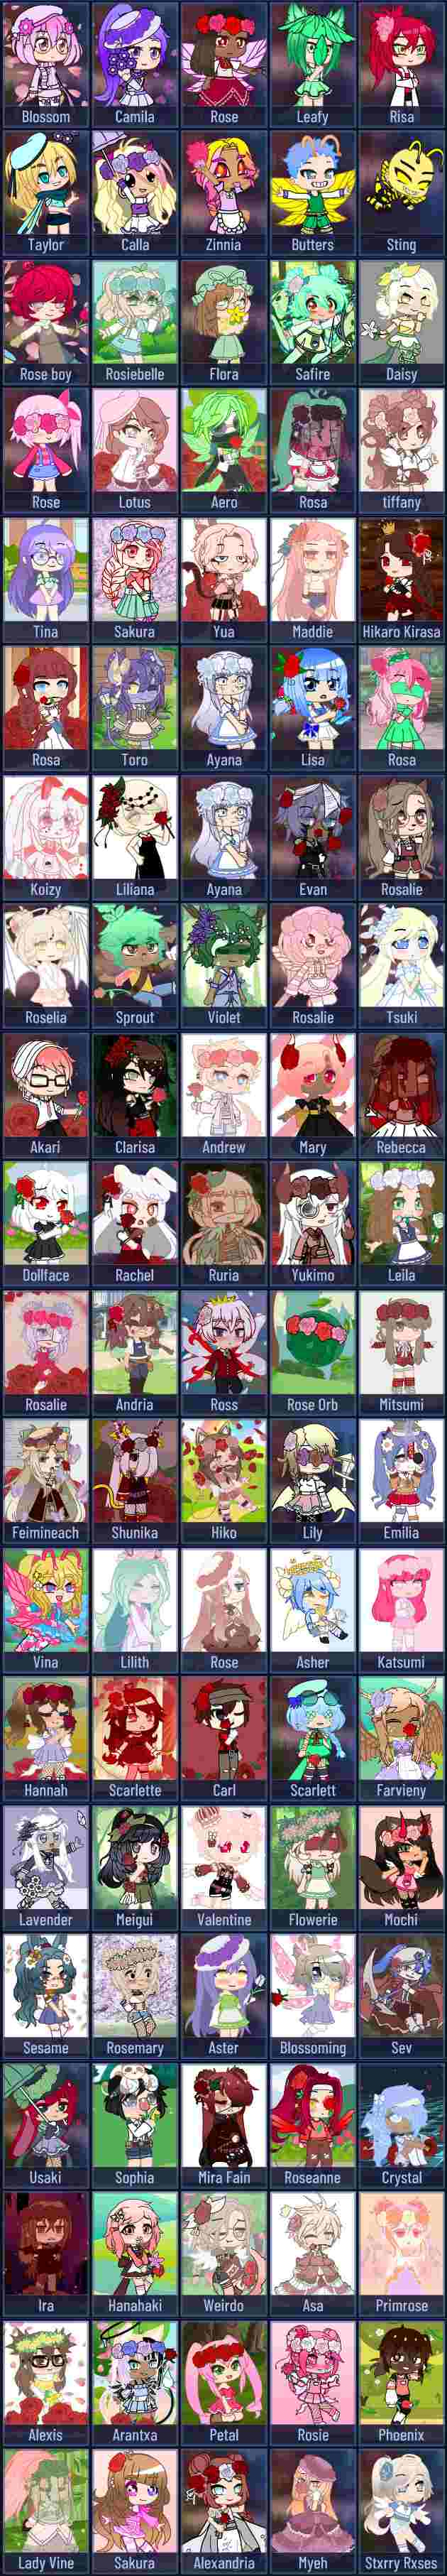 Blossom Camila Rose Leafy Risa
Taylor Calla Zinnia Butters Sting
Rose boy Rosiebelle Flora Safire Daisy
Rose Lotus Aero Rosa tiffany
Tina Sakura Yua Maddie Hikaro Kirasa
Rosa Toro Ayana Lisa Rosa
Koizy Liliana Ayana Evan Rosalie
Roselia Sprout Violet Rosalie Tsuki
Akari Clarisa Andrew Mary Rebecca
Dollface Rachel Ruria Yukimo Leila
Rosalie Andria Ross Rose Orb Mitsumi
Feimineach Shunika Hiko Lily Emilia
Vina Lilith Rose Asher Katsumi
Hannah Scarlette Carl Scarlett Farvieny
Lavender Meigui Valentine Flowerie Mochi
Sesame Rosemary Aster Blossoming Sev
Usaki Sophia Mira Fain Roseanne Crystal
Ira Hanahaki Weirdo Asa Primrose
Alexis Arantxa Petal Rosie Phoenix
Lady Vine Sakura Alexandria Myeh Stxrry Rxses